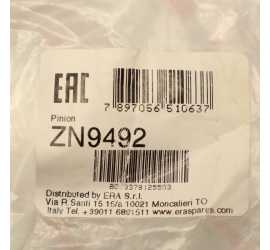 EAC
7 897056 510637
Pinion
ZN9492
Distributed by ERA S.r.l.
Via R.Santi 15 15/a 10021 Moncalieri TO
Italy Tel. +39011 6891511 www.eraspares.com